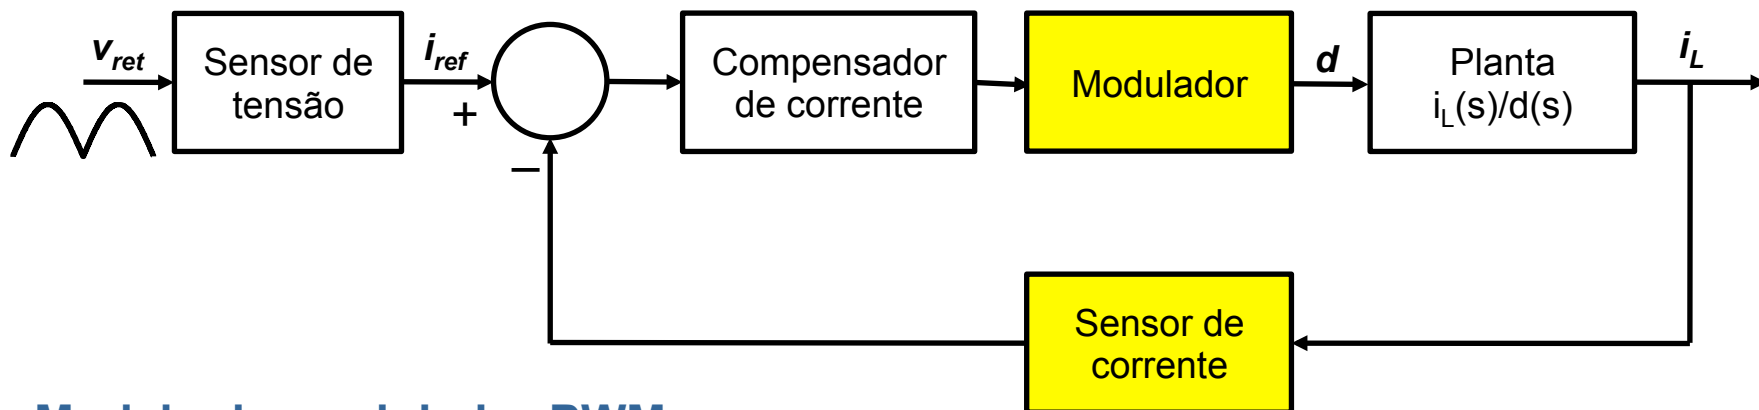 v_ret
Sensor de
tensão
i_ref
+
−
Compensador
de corrente
Modulador
d
Planta
i_L(s)/d(s)
i_L
Sensor de
corrente